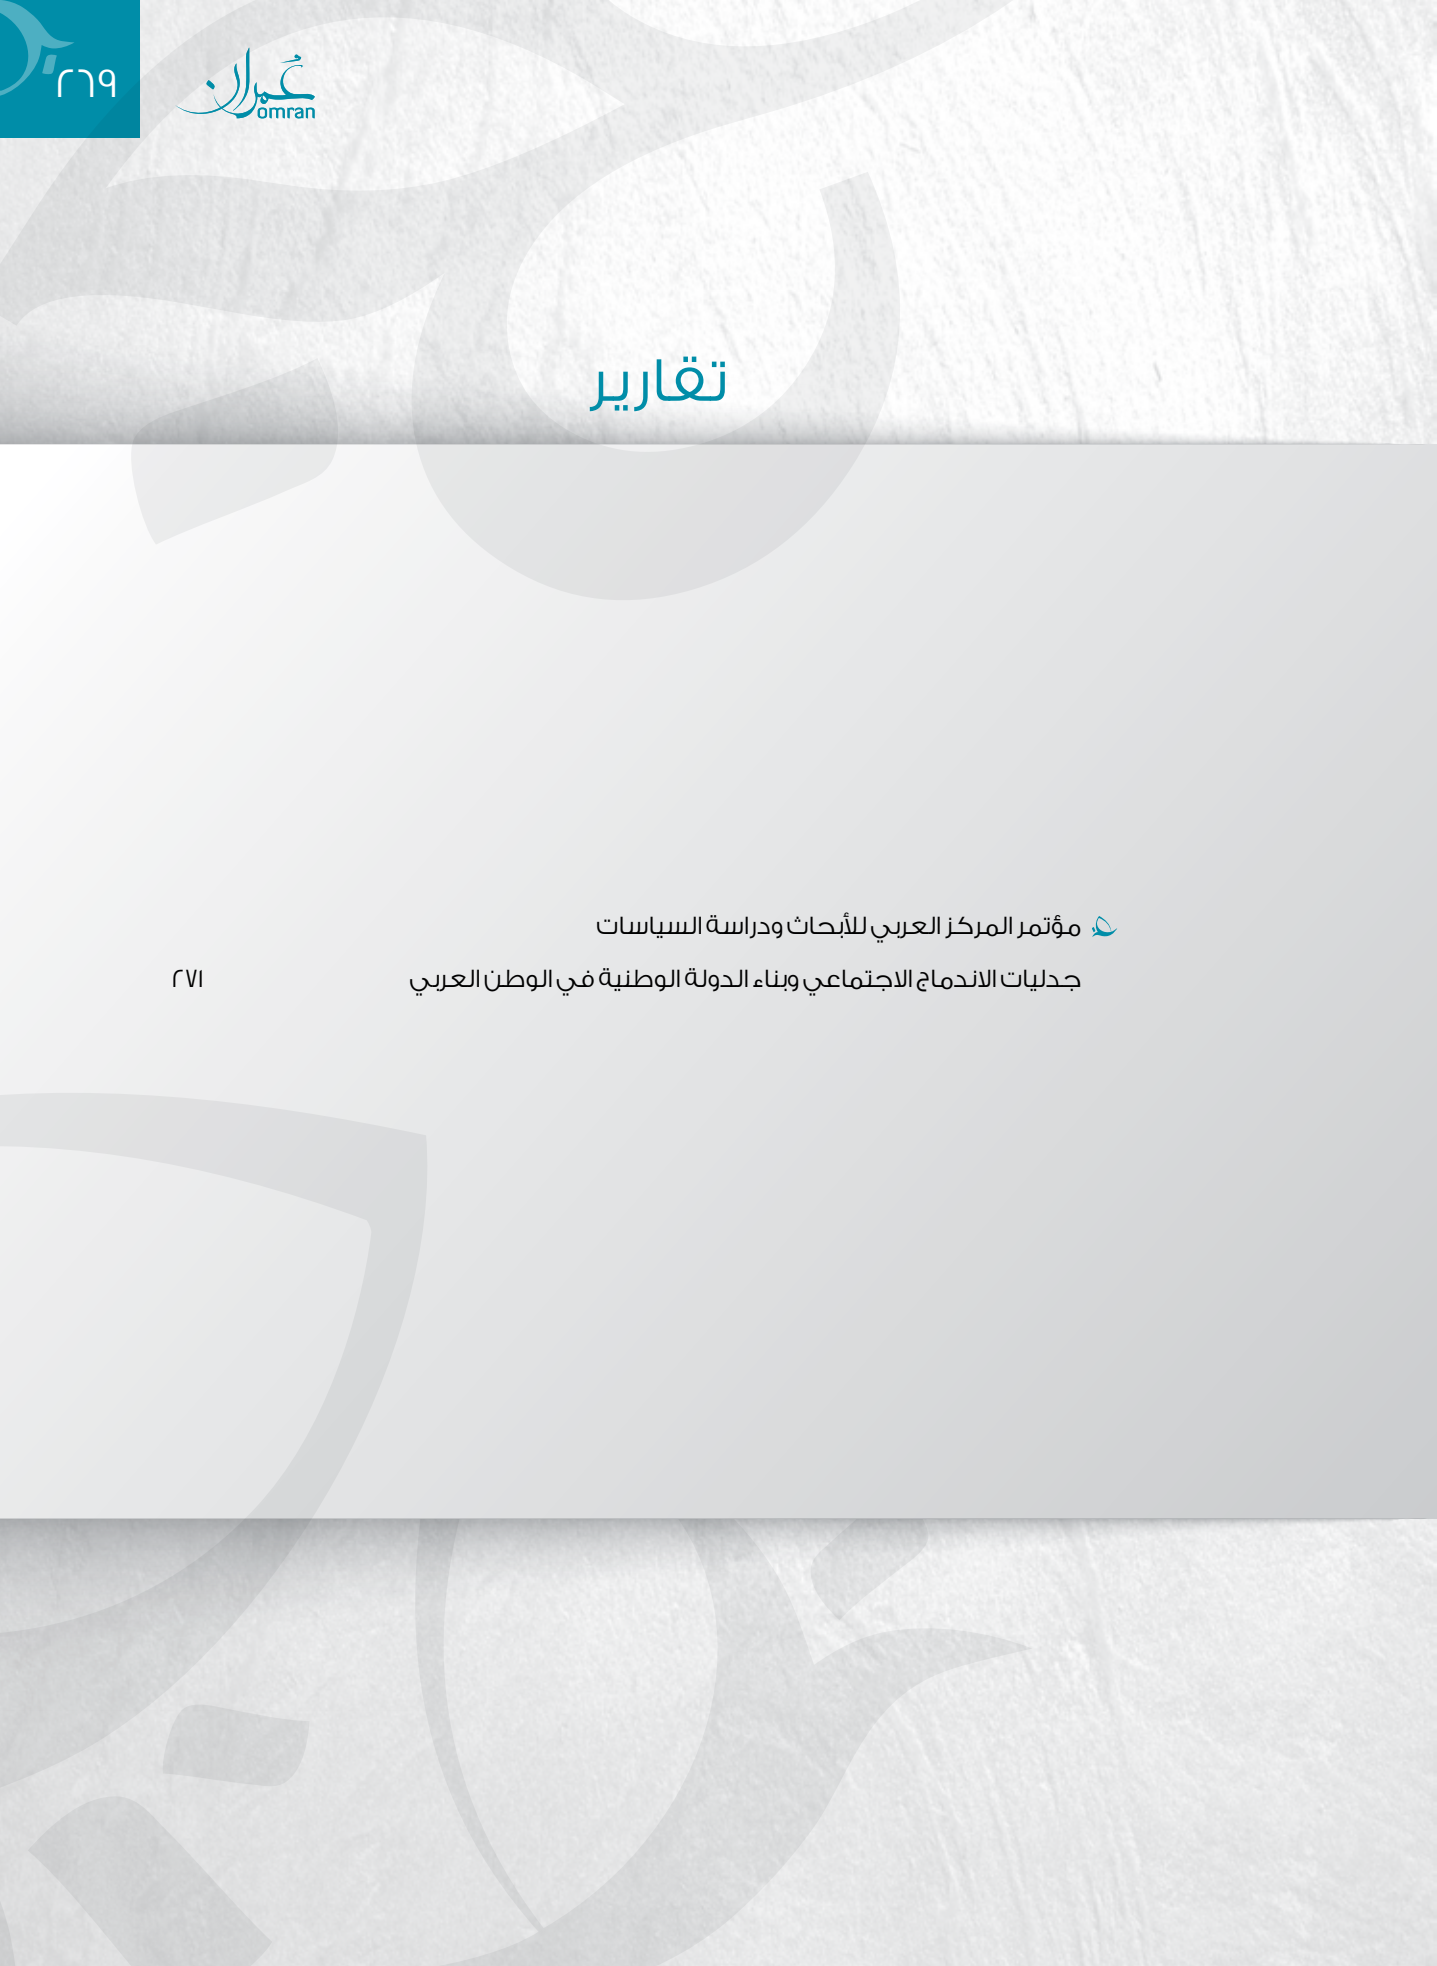 ٢٦٩
عُمران
omran
تقارير
مؤتمر المركز العربي للأبحاث ودراسة السياسات
جدليات الاندماج الاجتماعي وبناء الدولة الوطنية في الوطن العربي ٢٧١